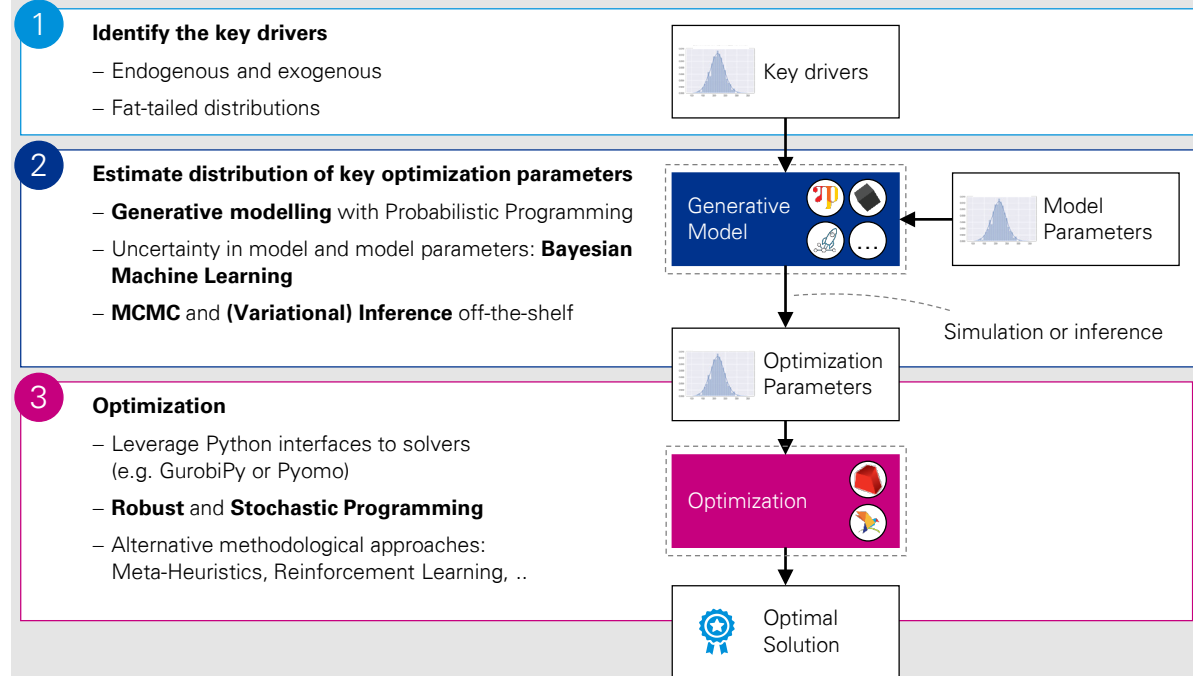 1
Identify the key drivers
– Endogenous and exogenous
– Fat-tailed distributions
Key drivers
2
Estimate distribution of key optimization parameters
– Generative modelling with Probabilistic Programming
– Uncertainty in model and model parameters: Bayesian
Machine Learning
– MCMC and (Variational) Inference off-the-shelf
Generative
Model
...
Model
Parameters
Simulation or inference
Optimization
Parameters
3
Optimization
– Leverage Python interfaces to solvers
(e.g. GurobiPy or Pyomo)
– Robust and Stochastic Programming
– Alternative methodological approaches:
Meta-Heuristics, Reinforcement Learning, ..
Optimization
Optimal
Solution